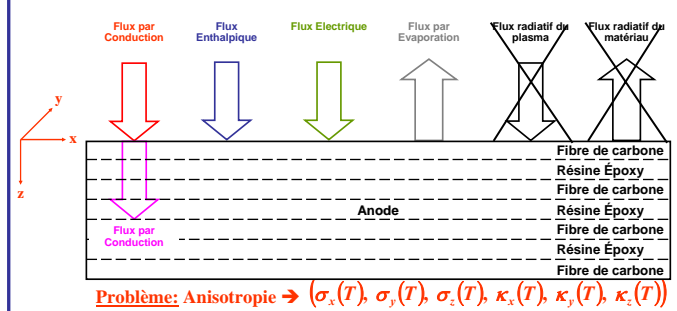 Flux par
Conduction
Flux
Enthalpique
Flux Electrique
Flux par
Evaporation
Flux radiatif du
plasma
Flux radiatif du
matériau
y
x
z
Fibre de carbone
Résine Époxy
Fibre de carbone
Anode
Résine Époxy
Flux par
Conduction
Fibre de carbone
Résine Époxy
Fibre de carbone
Problème: Anisotropie ➔ (σx(T), σy(T), σz(T), κx(T), κy(T), κz(T))